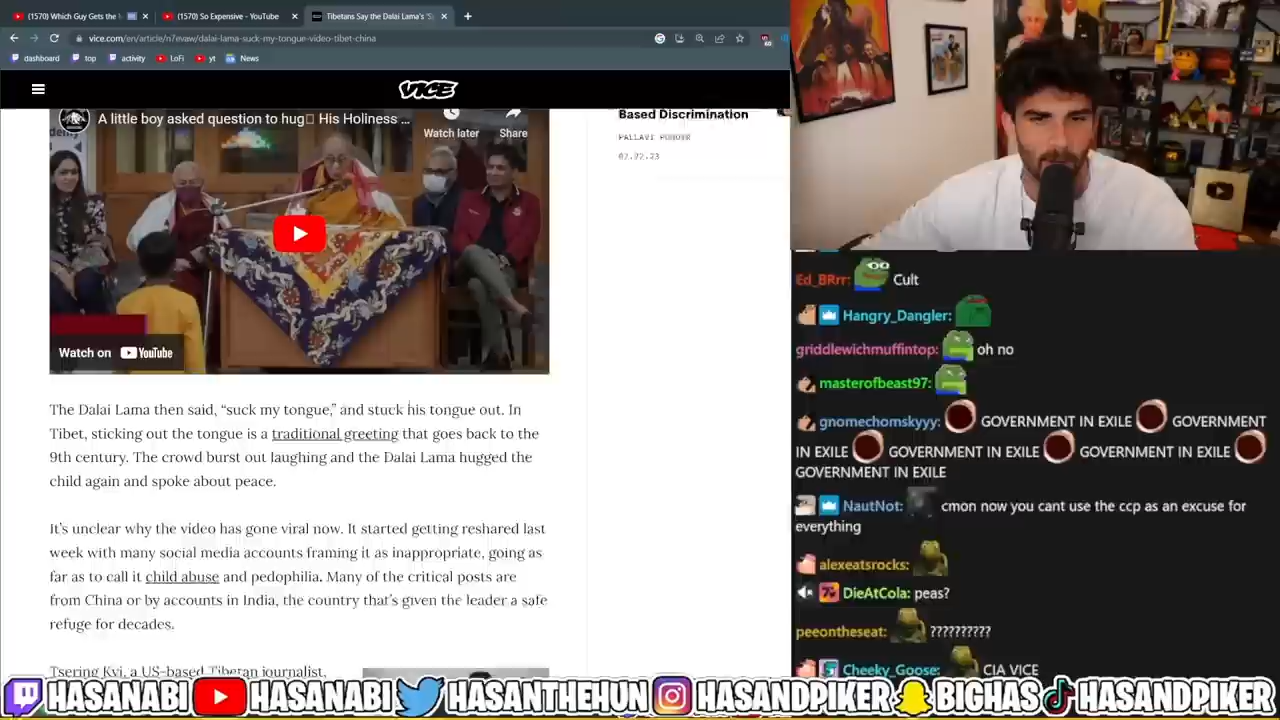 (1570) Which Guy Gets the
(1570) So Expensive - YouTube
Tibetans Say the Dalai Lama's 'S
vice.com/en/article/n7evaw/dalai-lama-suck-my-tongue-video-tibet-china
dashboard
top
activity
LoFi
yt
News
VICE
A little boy asked question to hug His Holiness ...
Watch later
Share
Watch on YouTube
Based Discrimination
PALLAVI PUNDIR
02.22.23
The Dalai Lama then said, “suck my tongue,” and stuck his tongue out. In
Tibet, sticking out the tongue is a traditional greeting that goes back to the
9th century. The crowd burst out laughing and the Dalai Lama hugged the
child again and spoke about peace.
It’s unclear why the video has gone viral now. It started getting reshared last
week with many social media accounts framing it as inappropriate, going as
far as to call it child abuse and pedophilia. Many of the critical posts are
from China or by accounts in India, the country that’s given the leader a safe
refuge for decades.
Tsering Kyi, a US-based Tibetan journalist,
Ed_BRrr: Cult
Hangry_Dangler:
griddlewichmuffintop: oh no
masterofbeast97:
gnomechomskyyy: GOVERNMENT IN EXILE GOVERNMENT
IN EXILE GOVERNMENT IN EXILE GOVERNMENT IN EXILE
GOVERNMENT IN EXILE
NautNot: cmon now you cant use the ccp as an excuse for
everything
alexeatsrocks:
DieAtCola: peas?
peeontheseat: ??????????
Cheeky_Goose: CIA VICE
HASANABI HASANABI HASANTHEHUN HASANDPIKER BIGHAS HASANDPIKER